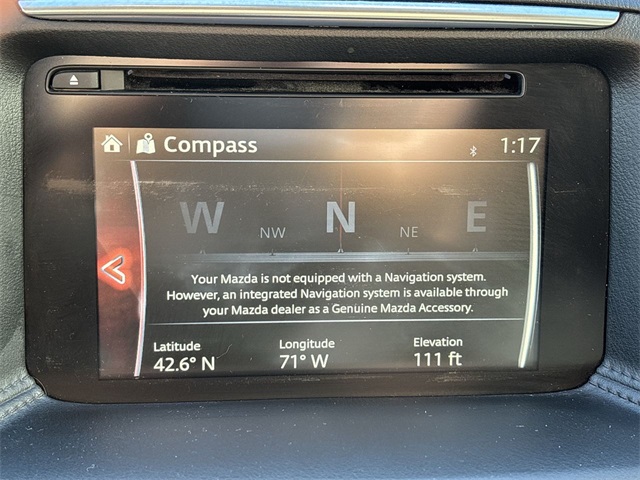 Compass 1:17
W NW N NE E
Your Mazda is not equipped with a Navigation system.
However, an integrated Navigation system is available through
your Mazda dealer as a Genuine Mazda Accessory.
Latitude Longitude Elevation
42.6° N 71° W 111 ft